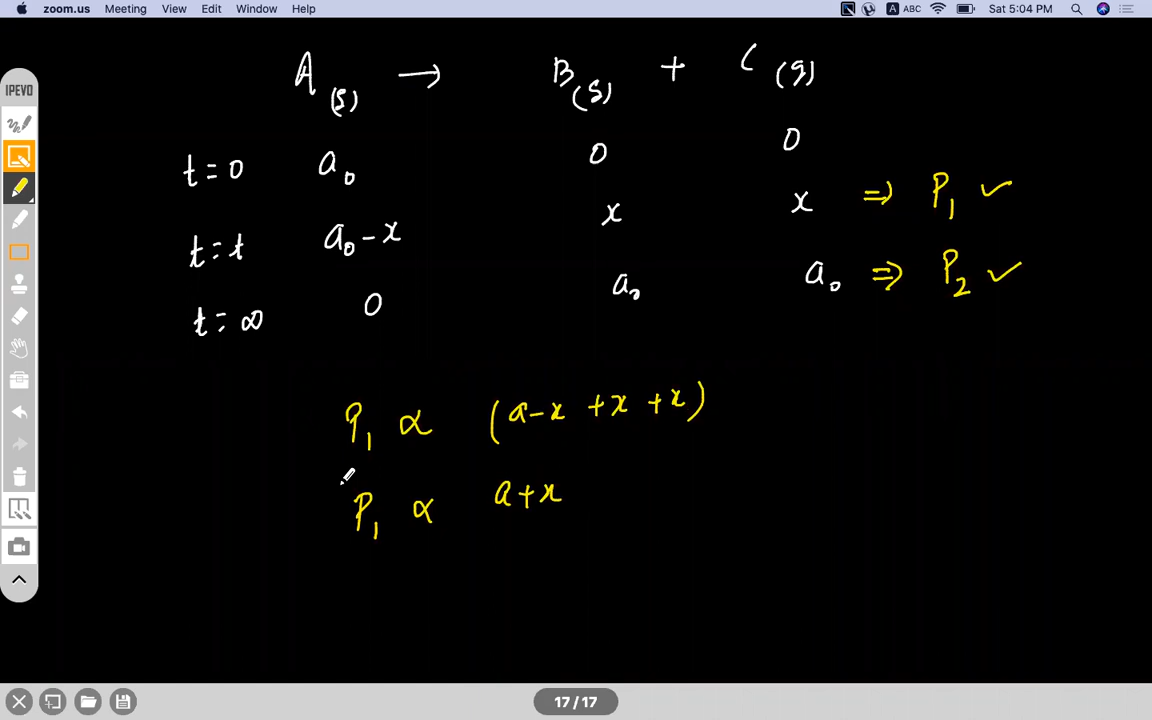 zoom.us Meeting View Edit Window Help A ABC Sat 5:04 PM
IPEVO
A(s) → B(s) + C(g)
t=0 a₀ 0 0
t=t a₀-x x x ⇒ P₁ ✓
t=∞ 0 a₀ a₀ ⇒ P₂ ✓
P₁ ∝ (a-x +x +x)
P₁ ∝ a+x
17/17